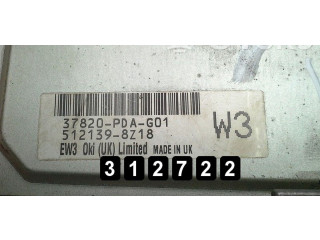 37820-PDA-G01
512139-8Z18
W3
EW3 Oki (UK) Limited MADE IN UK
312722